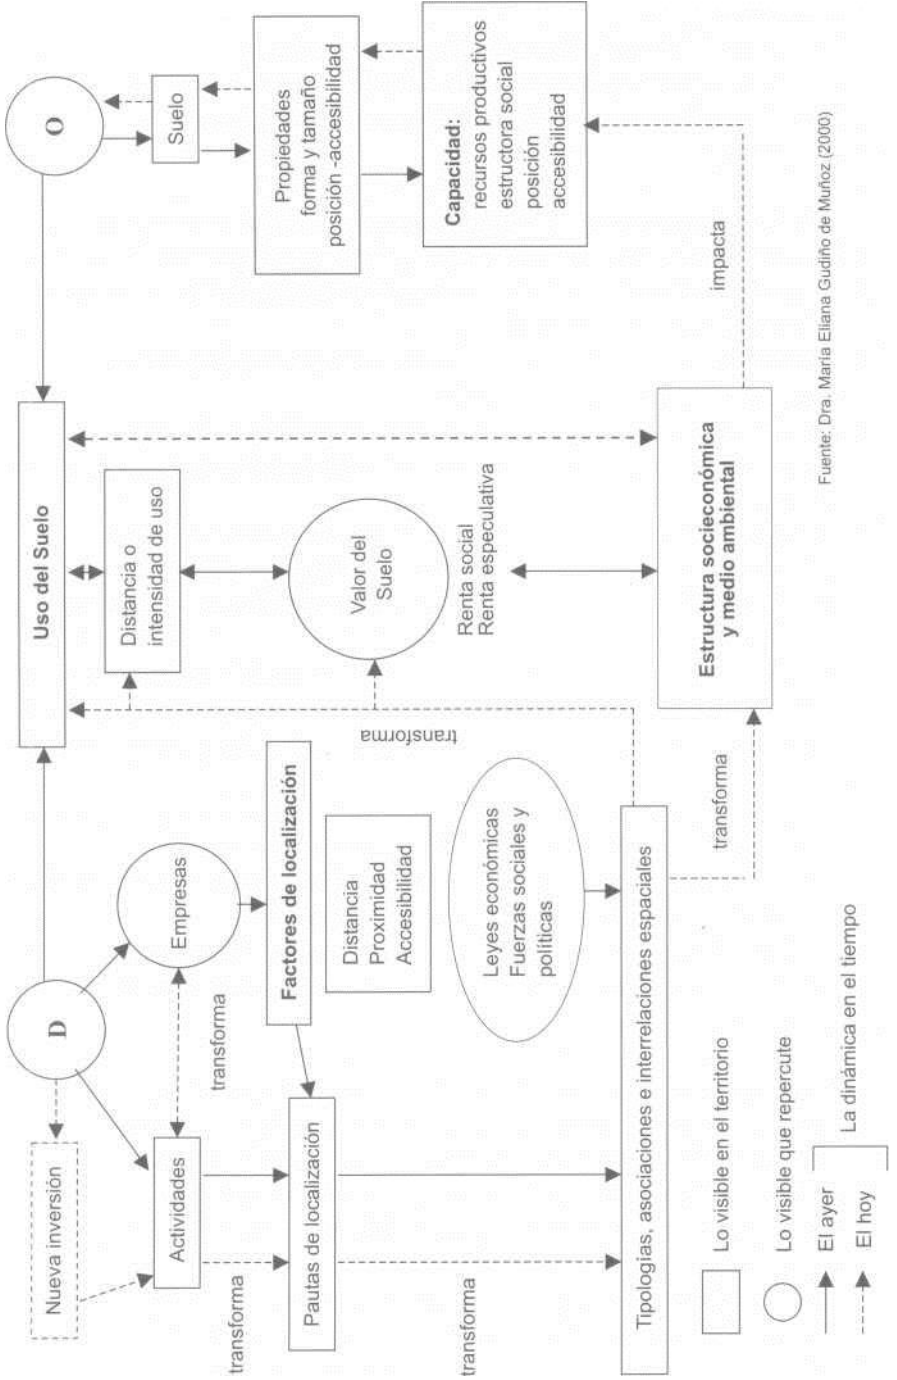 Nueva inversión
D
Uso del Suelo
O
Actividades
transforma
Empresas
Distancia o
intensidad de uso
Suelo
transforma
Pautas de localización
Factores de localización
Distancia
Proximidad
Accesibilidad
transforma
Valor del
Suelo
Propiedades
forma y tamaño
posición -accesibilidad
transforma
Leyes económicas
Fuerzas sociales y
políticas
Renta social
Renta especulativa
Capacidad:
recursos productivos
estructora social
posición
accesibilidad
Tipologías, asociaciones e interrelaciones espaciales
transforma
Estructura socieconómica
y medio ambiental
impacta
Lo visible en el territorio
Lo visible que repercute
El ayer
El hoy
La dinámica en el tiempo
Fuente: Dra. María Eliana Gudiño de Muñoz (2000)